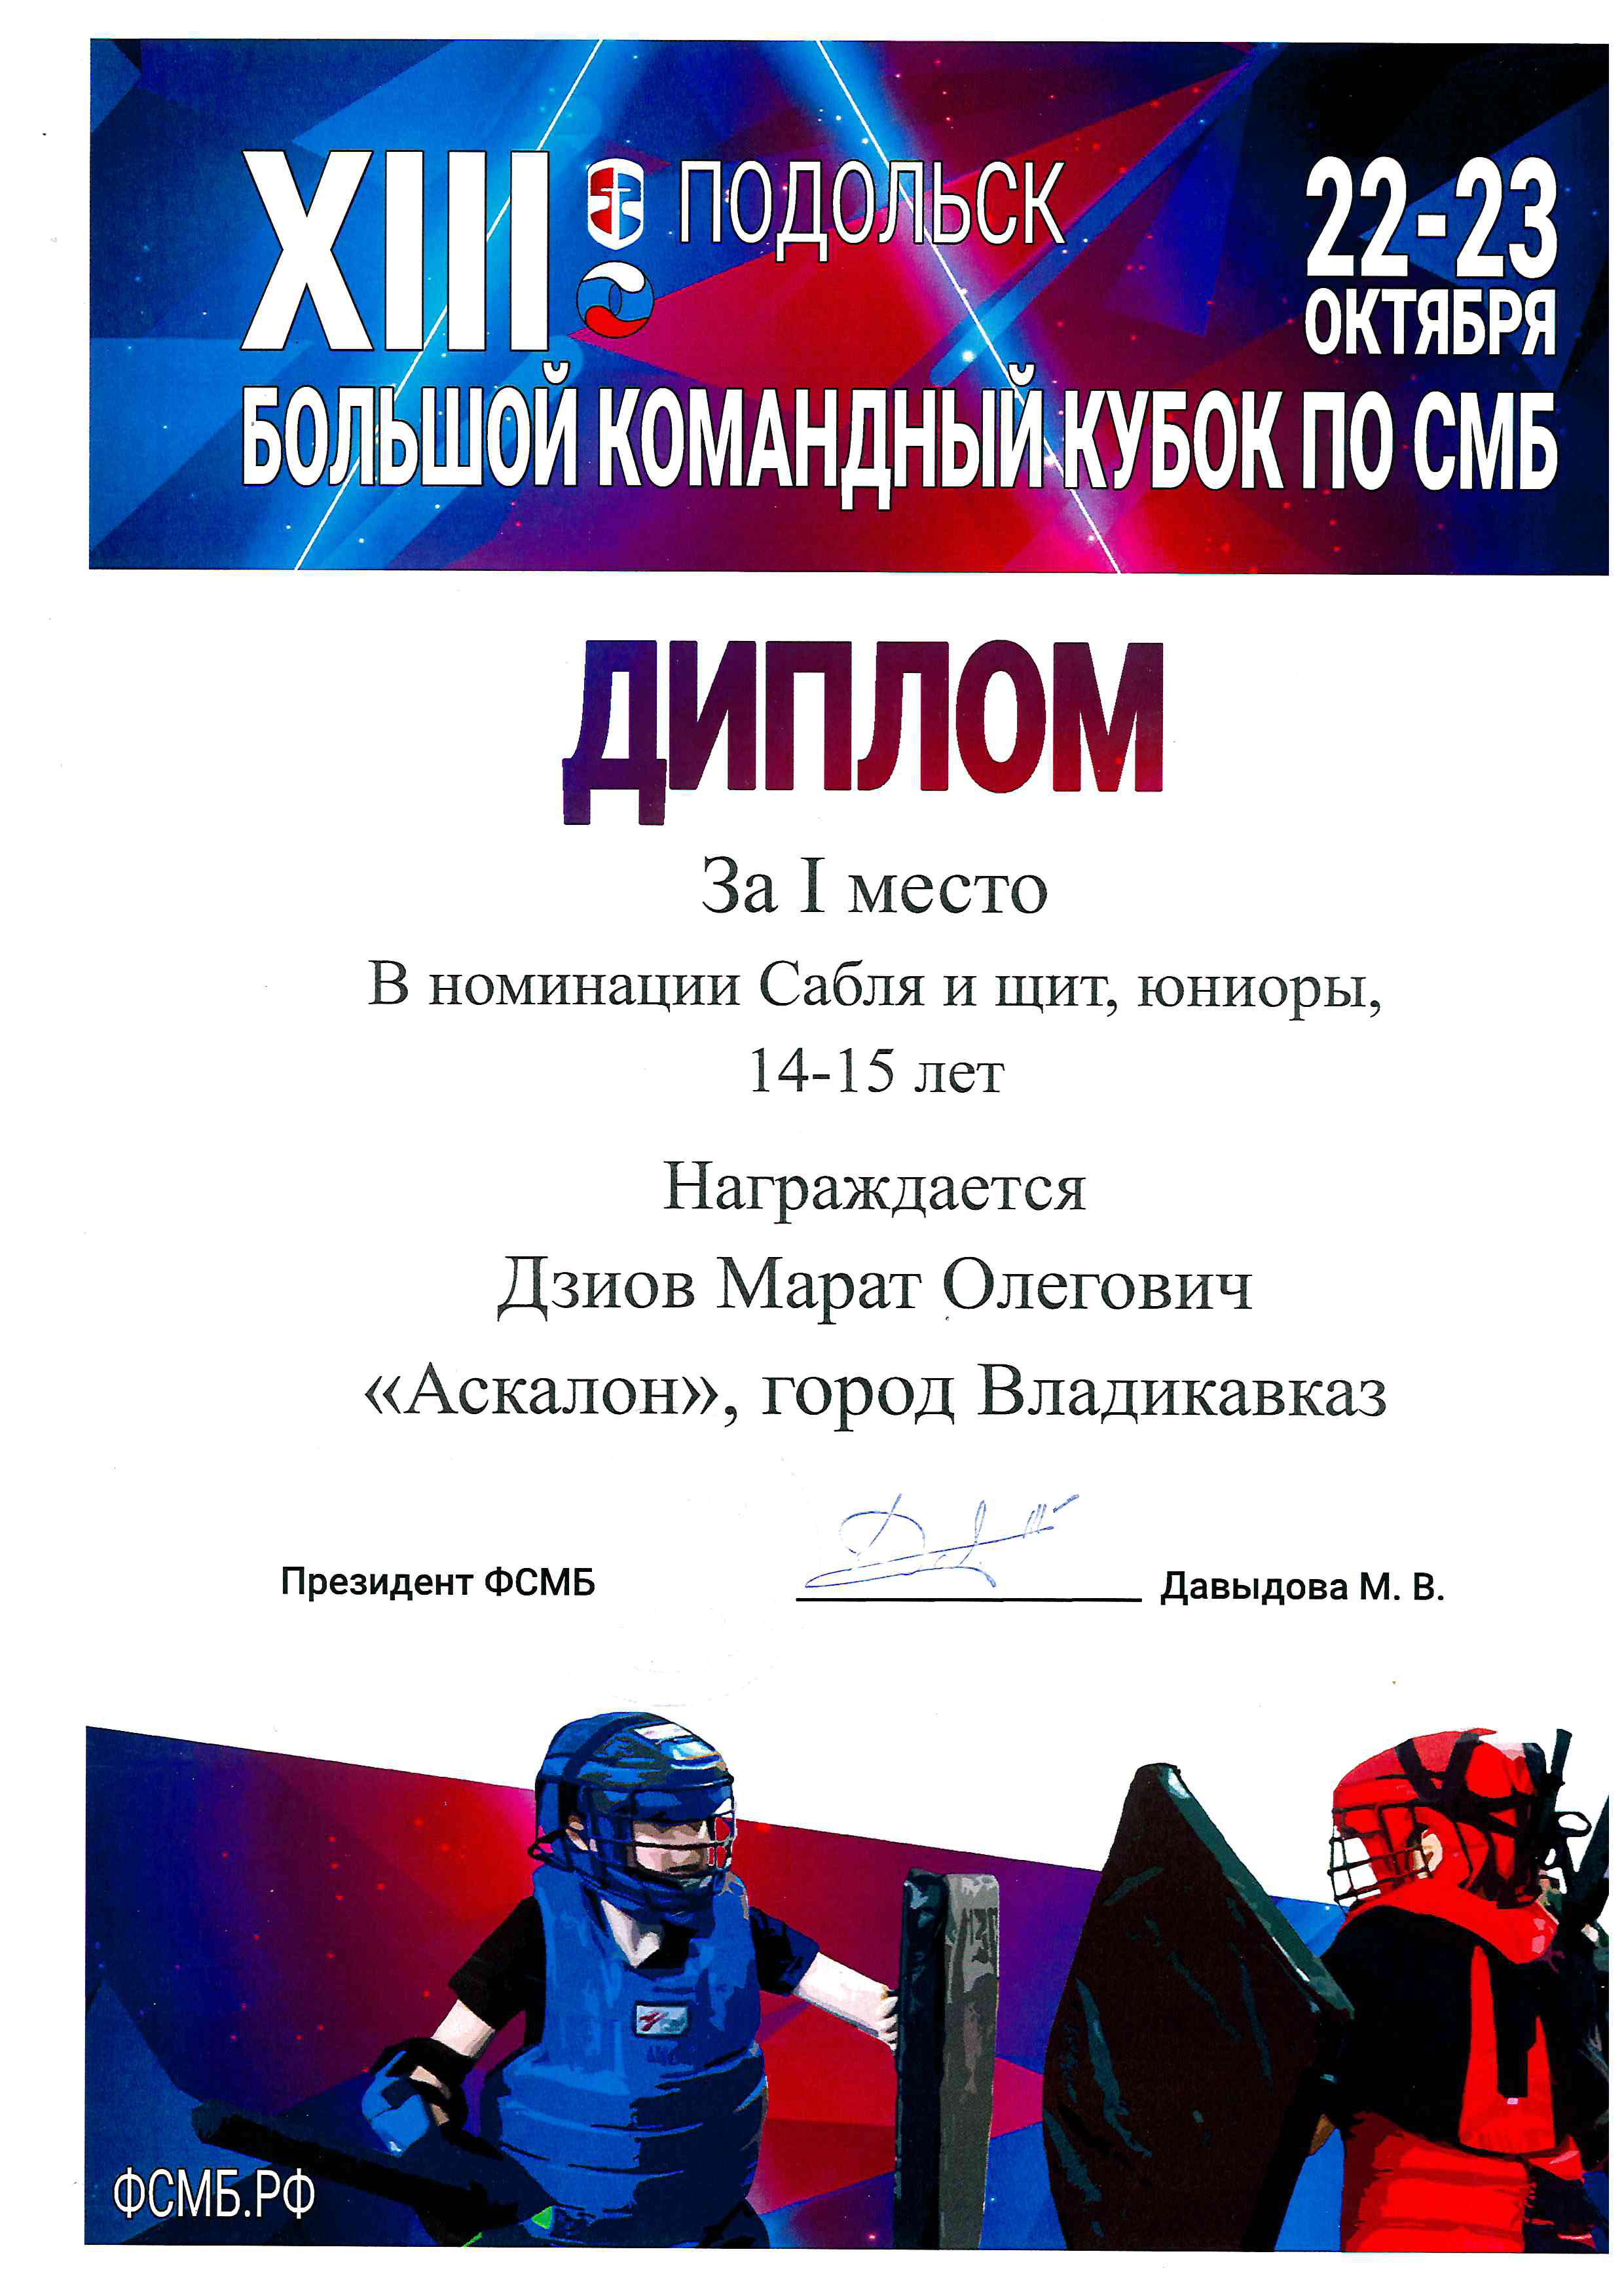 XIII ПОДОЛЬСК 22-23
ОКТЯБРЯ
БОЛЬШОЙ КОМАНДНЫЙ КУБОК ПО СМБ
ДИПЛОМ
За I место
В номинации Сабля и щит, юниоры,
14-15 лет
Награждается
Дзиов Марат Олегович
«Аскалон», город Владикавказ
Президент ФСМБ Давыдова М. В.
ФСМБ.РФ